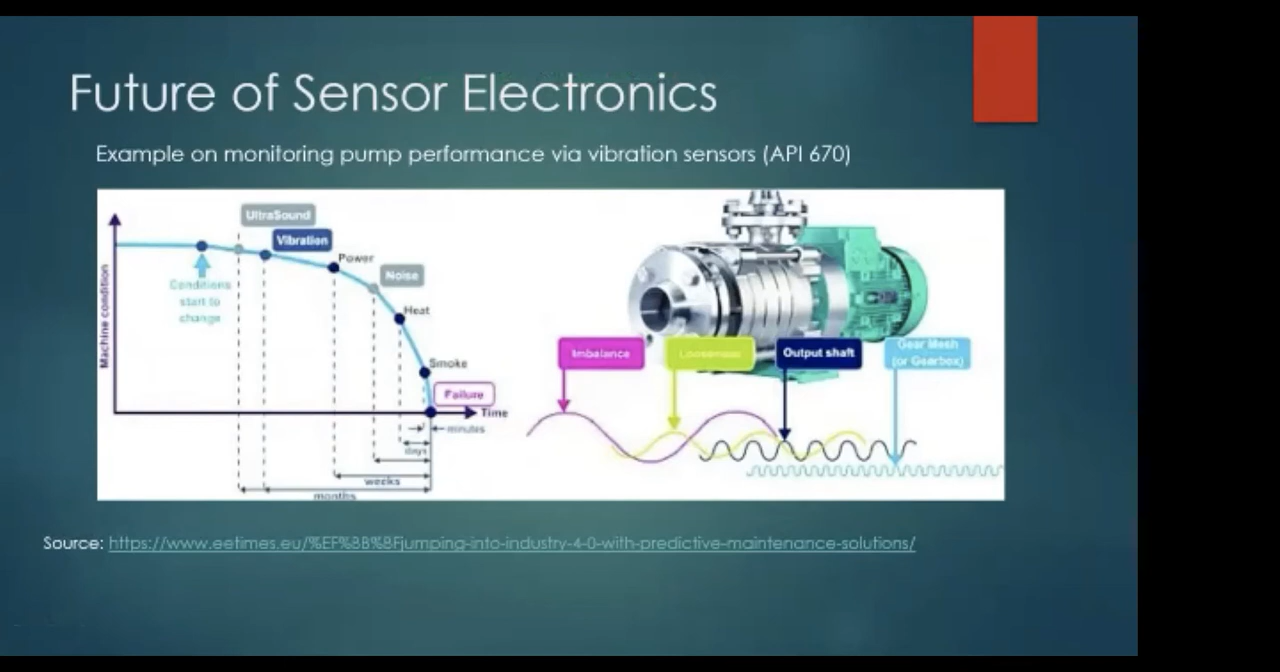 Future of Sensor Electronics
Example on monitoring pump performance via vibration sensors (API 670)
UltraSound
Vibration
Power
Noise
Conditions
start to
change
Heat
Machine condition
Smoke
Failure
Time
minutes
days
weeks
months
Imbalance
Looseness
Output shaft
Gear Mesh
(or Gearbox)
Source: https://www.eetimes.eu/%EF%BB%BFjumping-into-industry-4-0-with-predictive-maintenance-solutions/